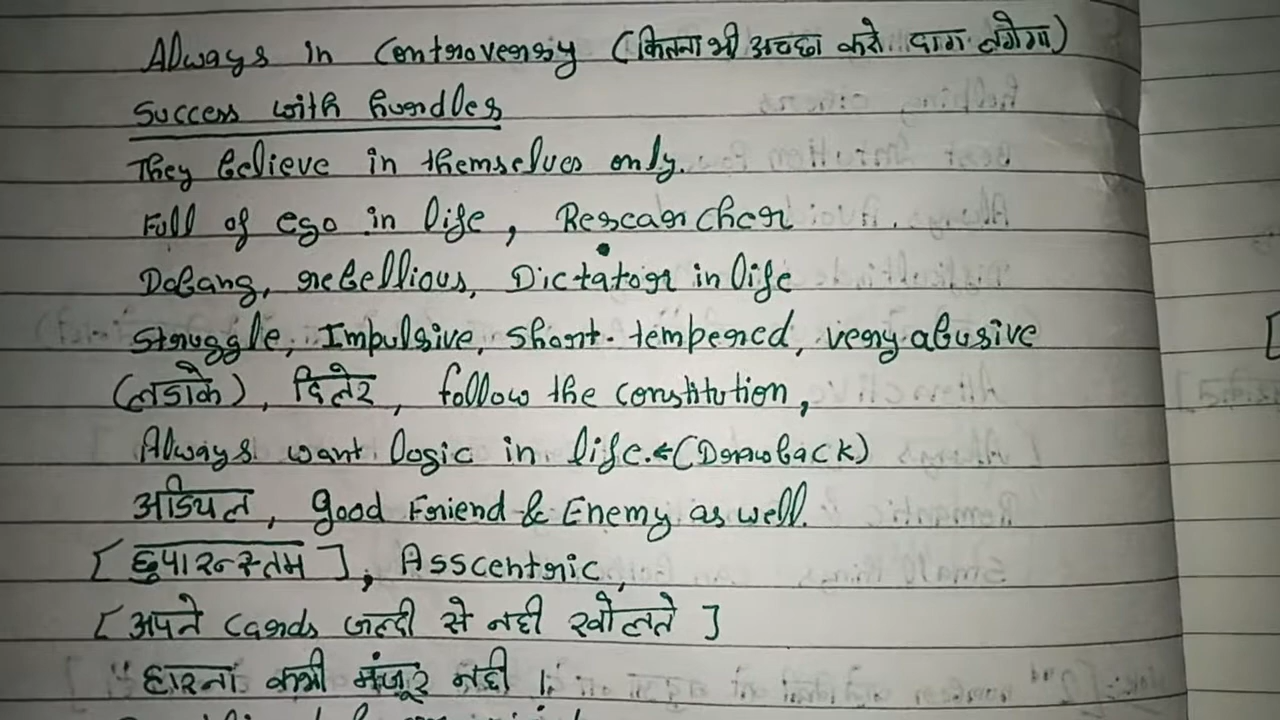 Always in controversy (कितना भी अच्छा करो दाग लगेगा)
Success with hundles
They believe in themselves only.
Full of ego in life, Researcher
Dabang, rebellious, Dictator in life
Struggle, Impulsive, short-tempered, very abusive
(लडाके), दिलेर, follow the constitution,
Always want logic in life. ←(Drawback)
अडियल, good Friend & Enemy as well.
[छुपा रुस्तम], Asscentric,
[अपने cards जल्दी से नही खोलते]
"हारना कभी मंजूर नही।